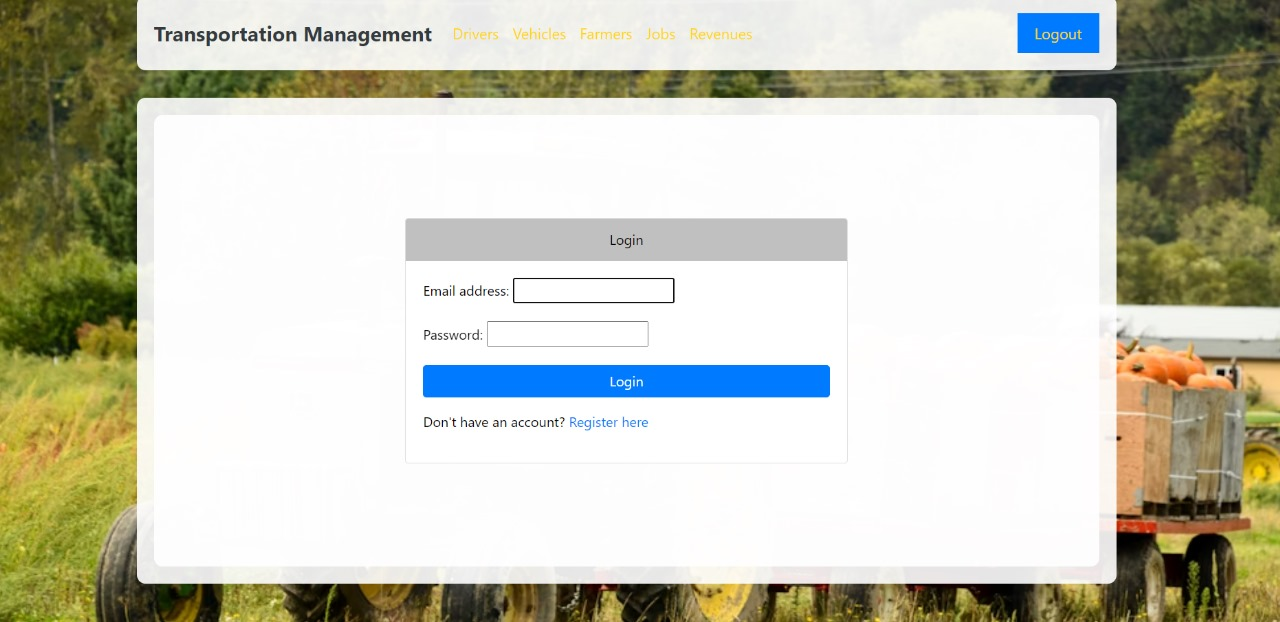 Transportation Management Drivers Vehicles Farmers Jobs Revenues Logout
Login
Email address:
Password:
Login
Don't have an account? Register here